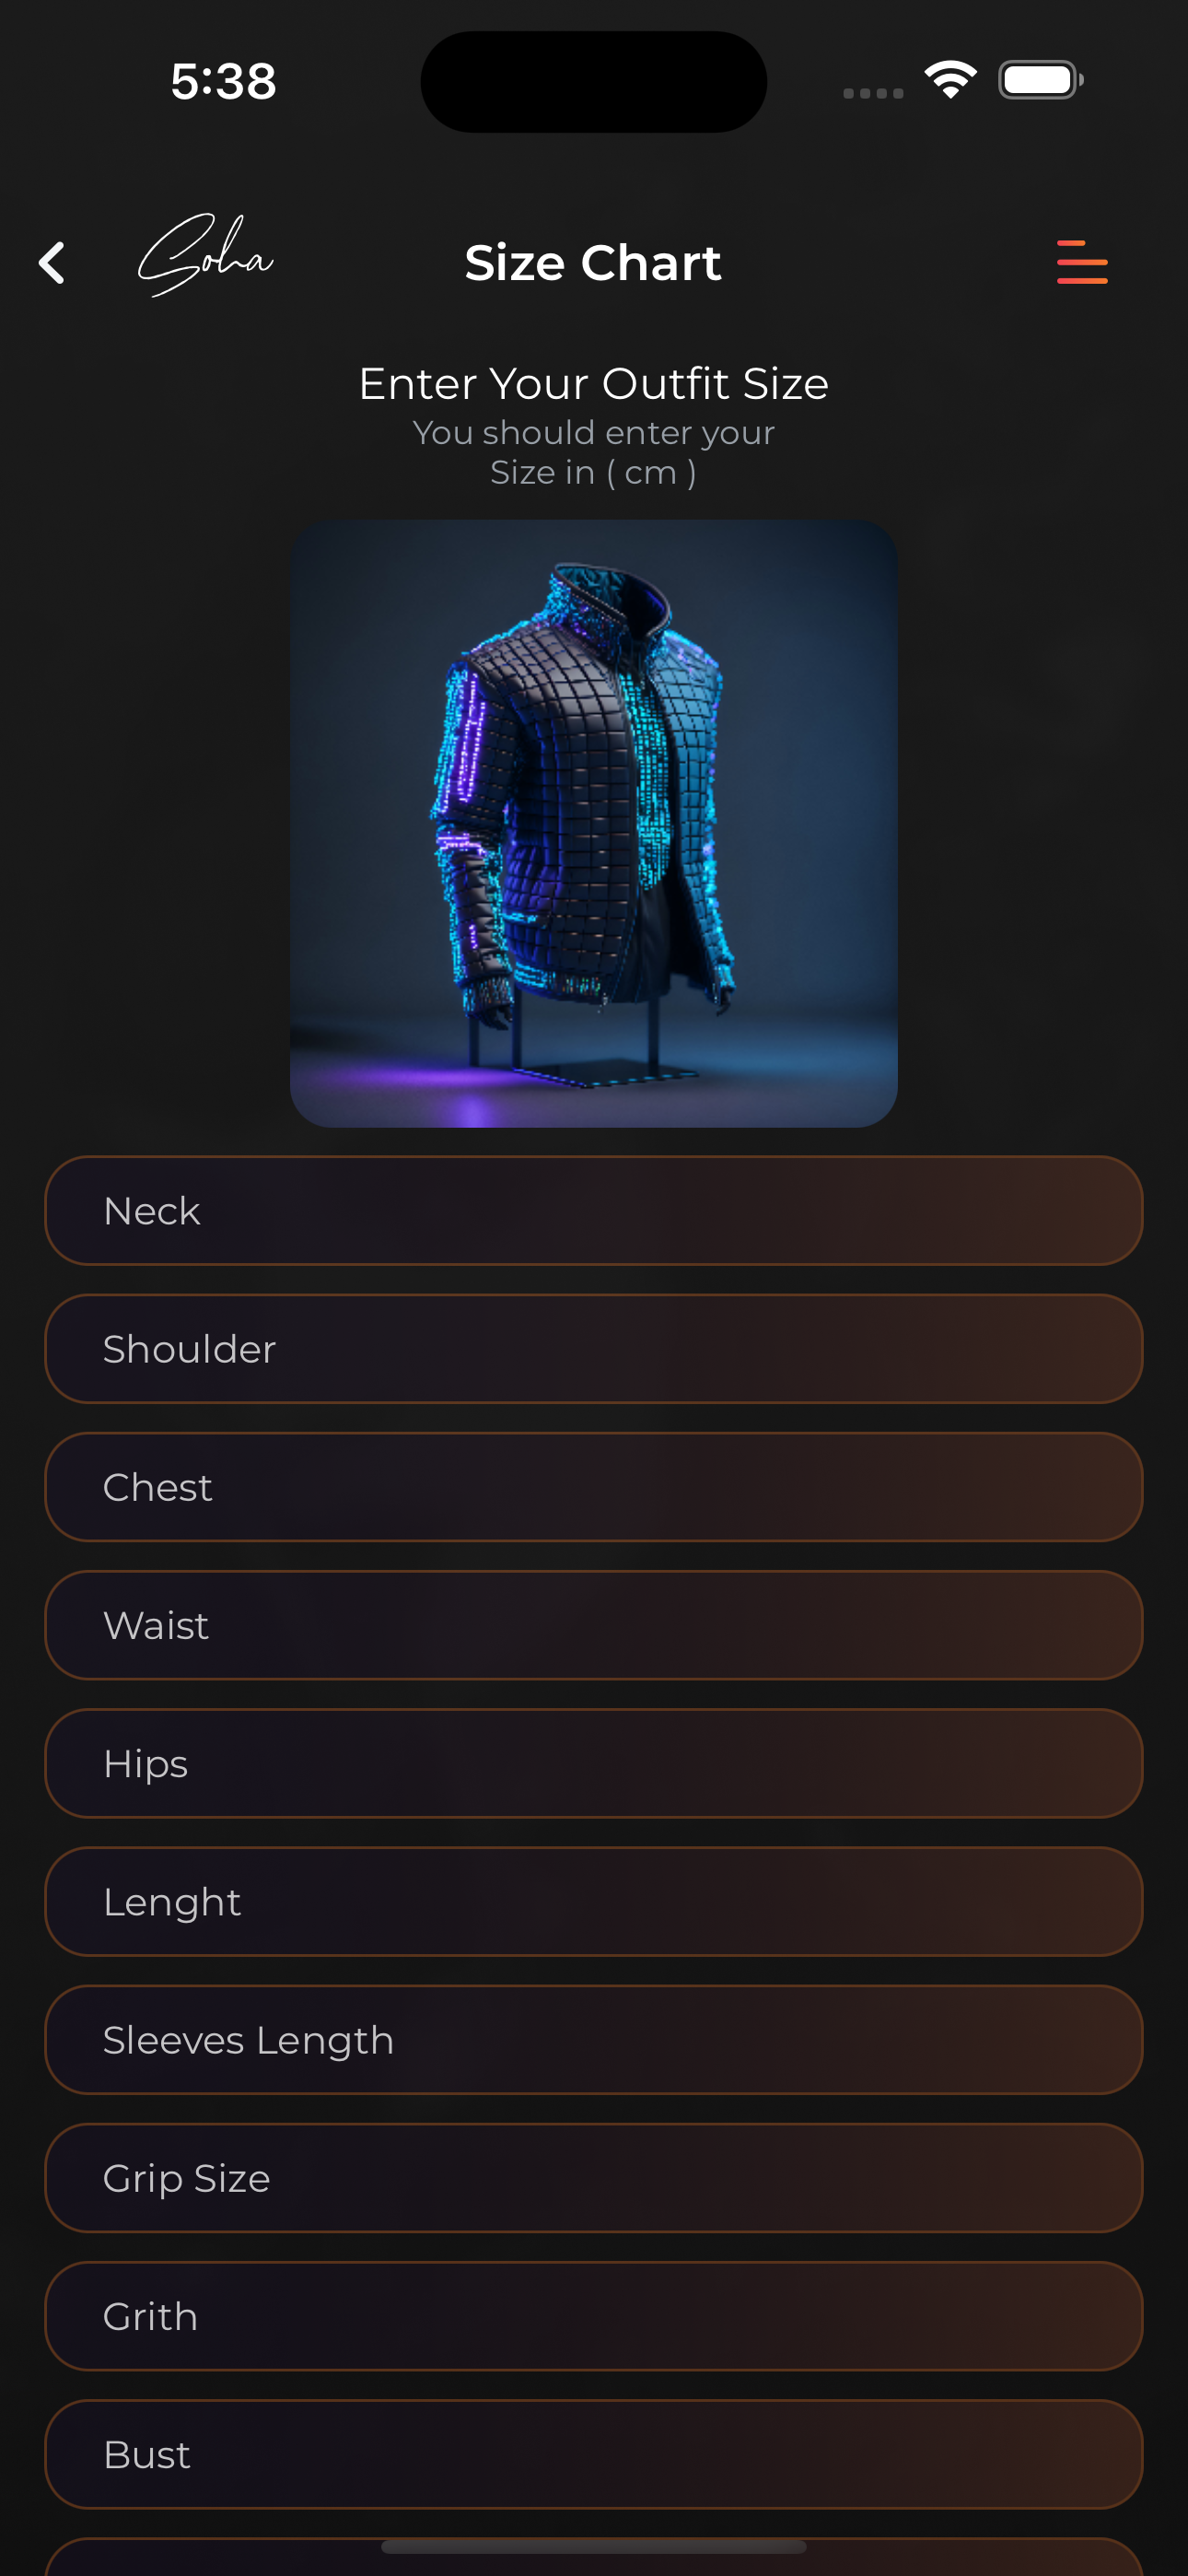 5:38
Soha
Size Chart
Enter Your Outfit Size
You should enter your
Size in ( cm )
Neck
Shoulder
Chest
Waist
Hips
Lenght
Sleeves Length
Grip Size
Grith
Bust